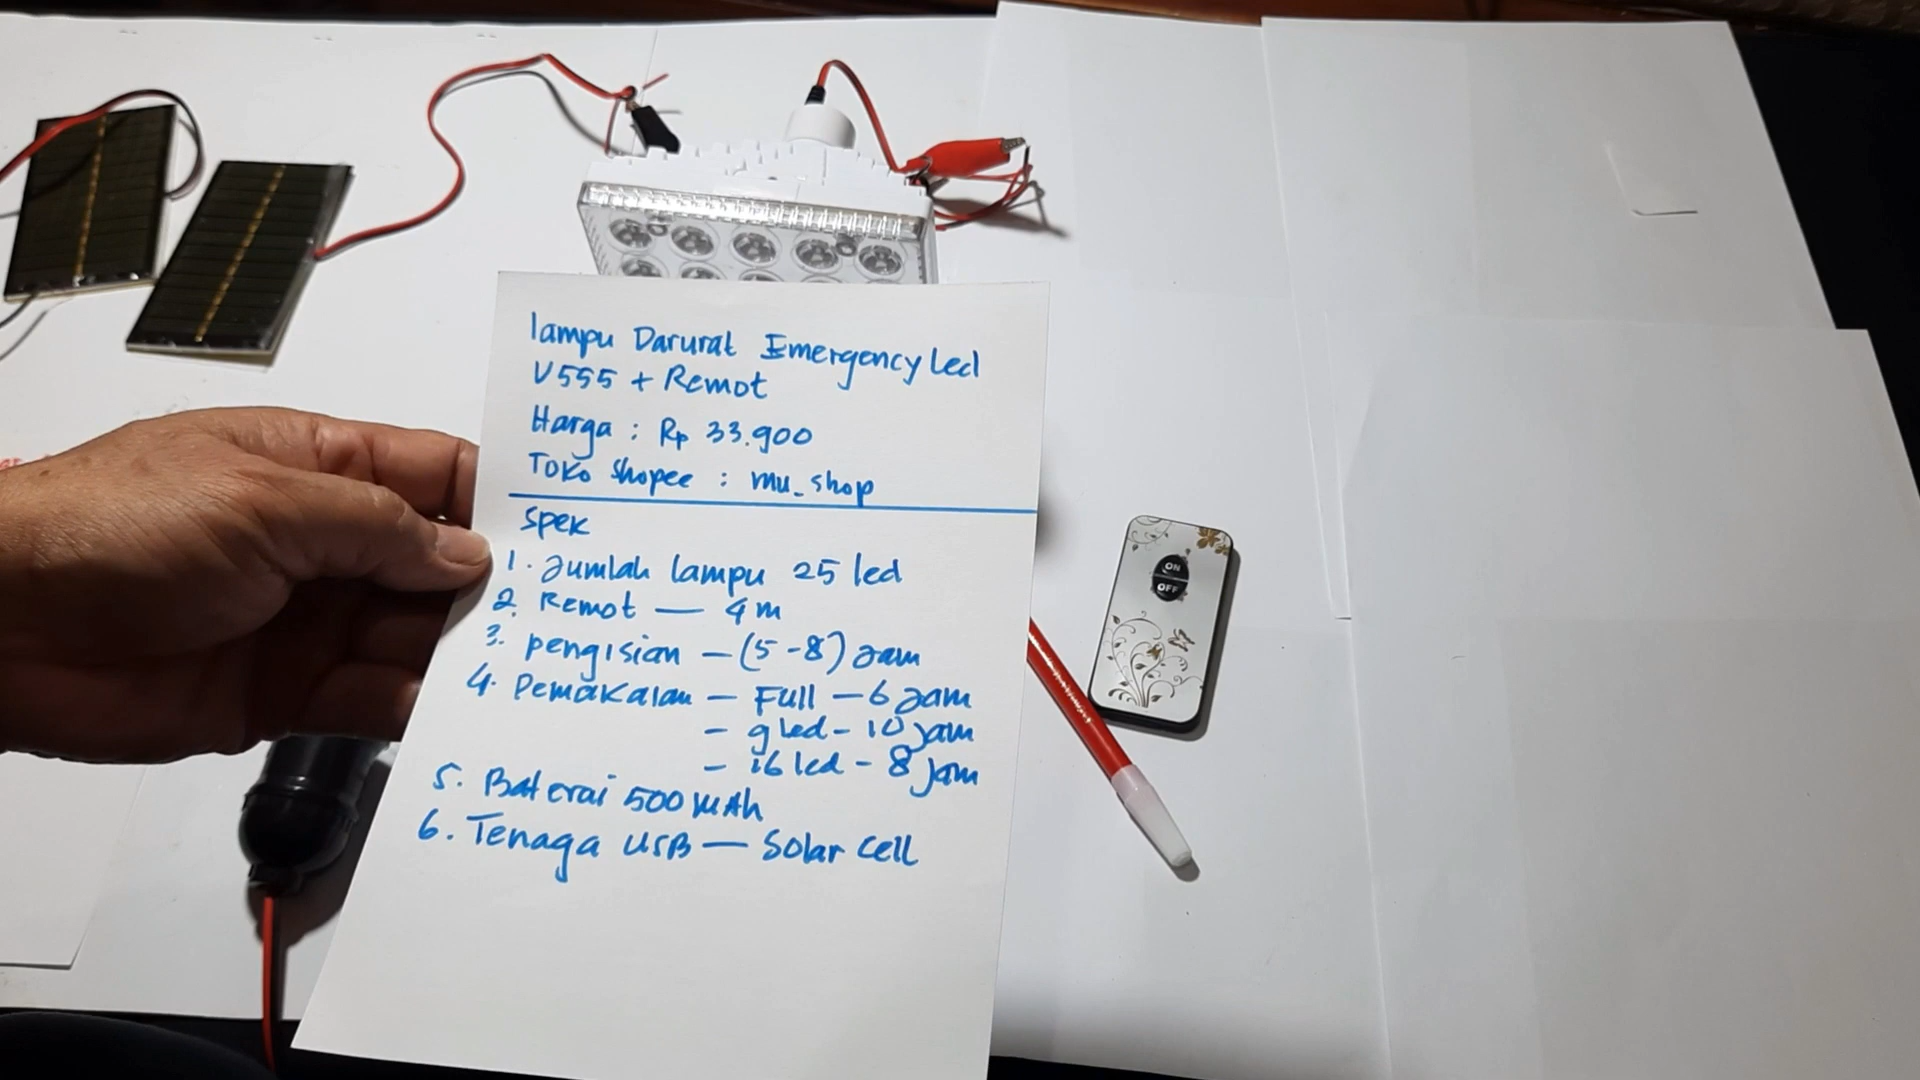 lampu Darurat Emergency Led
V555 + Remot
Harga : Rp 33.900
Toko shopee : mu_shop
Spek
1. Jumlah lampu 25 led
2. Remot — 4m
3. pengisian — (5-8) Jam
4. Pemakaian — Full — 6 Jam
- 9 led - 10 jam
- 16 led - 8 jam
5. Baterai 500 mAh
6. Tenaga USB — Solar Cell
ON
OFF